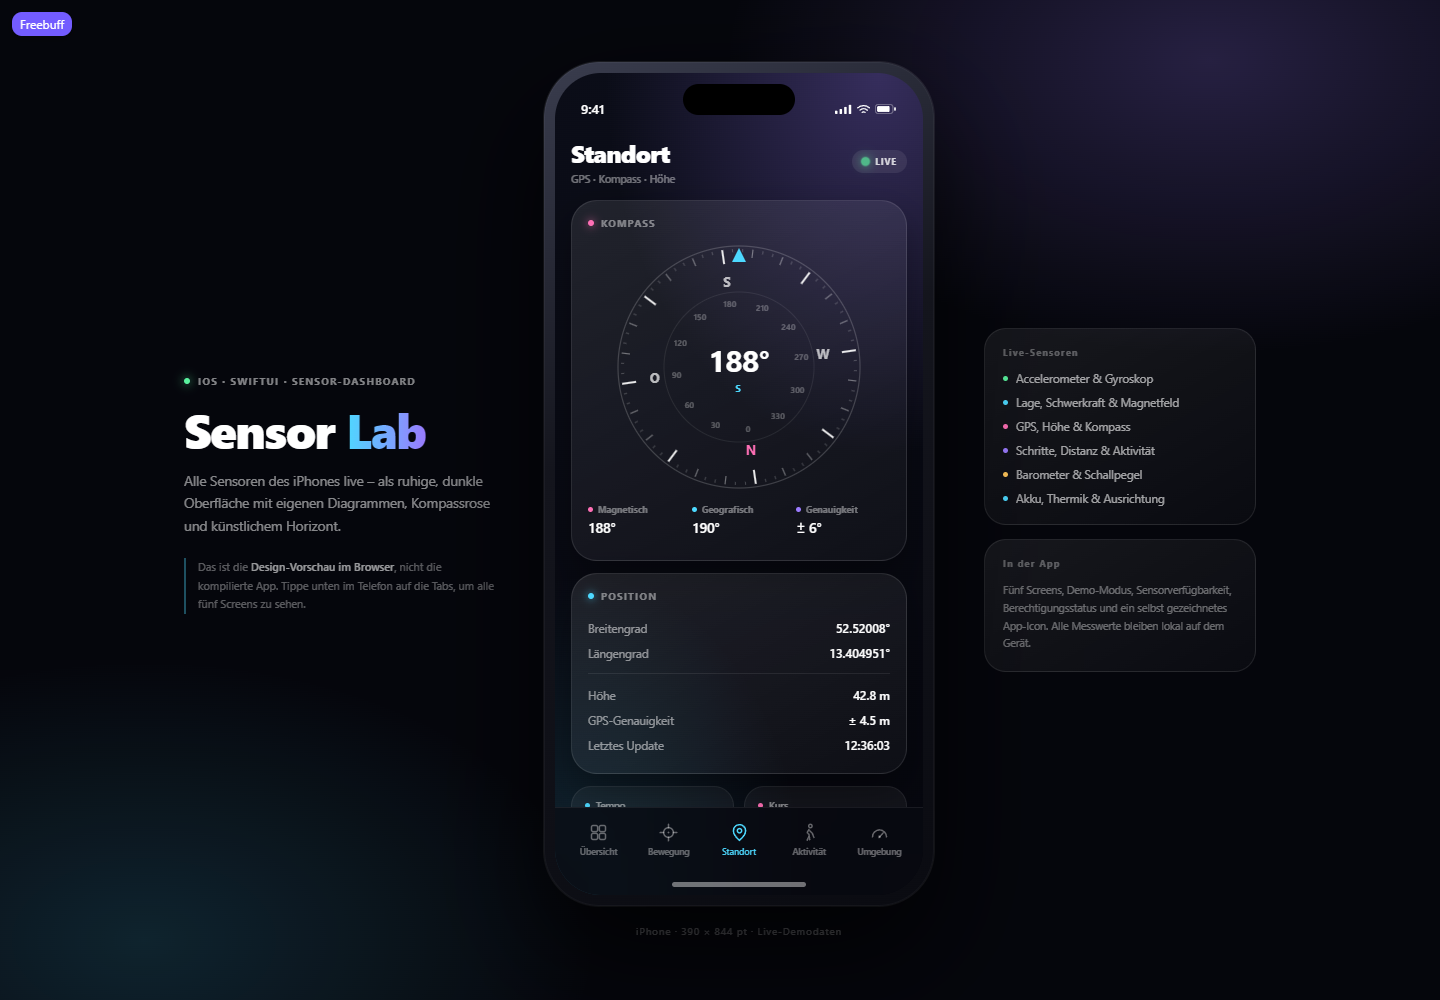 Freebuff
IOS · SWIFTUI · SENSOR-DASHBOARD
Sensor Lab
Alle Sensoren des iPhones live – als ruhige, dunkle
Oberfläche mit eigenen Diagrammen, Kompassrose
und künstlichem Horizont.
Das ist die Design-Vorschau im Browser, nicht die
kompilierte App. Tippe unten im Telefon auf die Tabs, um alle
fünf Screens zu sehen.
9:41
Standort
GPS · Kompass · Höhe
LIVE
KOMPASS
S
180
210
150
240
120
188°
270
W
O
90
S
300
60
330
30
0
N
Magnetisch
Geografisch
Genauigkeit
188°
190°
± 6°
POSITION
Breitengrad 52.52008°
Längengrad 13.404951°
Höhe 42.8 m
GPS-Genauigkeit ± 4.5 m
Letztes Update 12:36:03
Tempo
Kurs
Übersicht
Bewegung
Standort
Aktivität
Umgebung
iPhone · 390 × 844 pt · Live-Demodaten
Live-Sensoren
Accelerometer & Gyroskop
Lage, Schwerkraft & Magnetfeld
GPS, Höhe & Kompass
Schritte, Distanz & Aktivität
Barometer & Schallpegel
Akku, Thermik & Ausrichtung
In der App
Fünf Screens, Demo-Modus, Sensorverfügbarkeit,
Berechtigungsstatus und ein selbst gezeichnetes
App-Icon. Alle Messwerte bleiben lokal auf dem
Gerät.